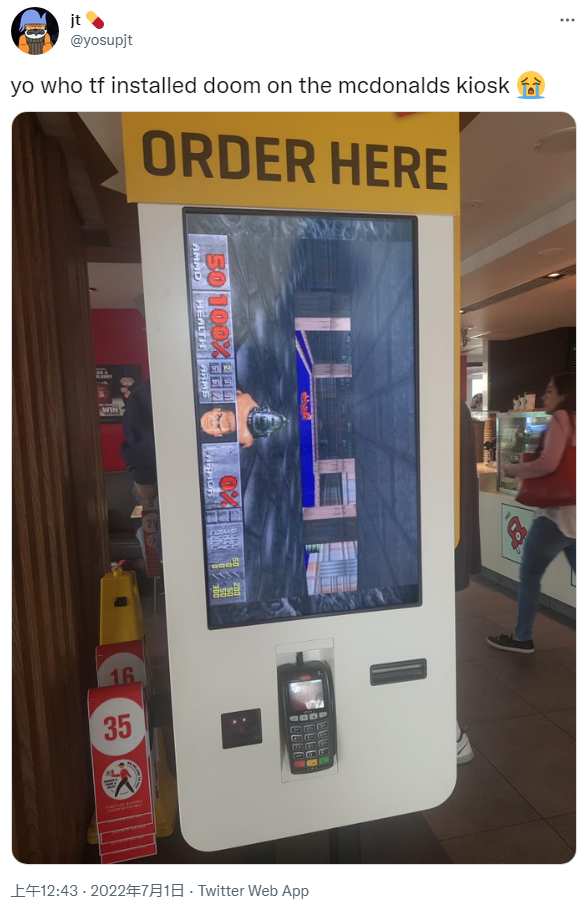 jt
@yosupjt
yo who tf installed doom on the mcdonalds kiosk
ORDER HERE
AMMO
50
HEALTH
100%
ARMS
ARMOR
0%
WIN
16
35
上午12:43 · 2022年7月1日 · Twitter Web App